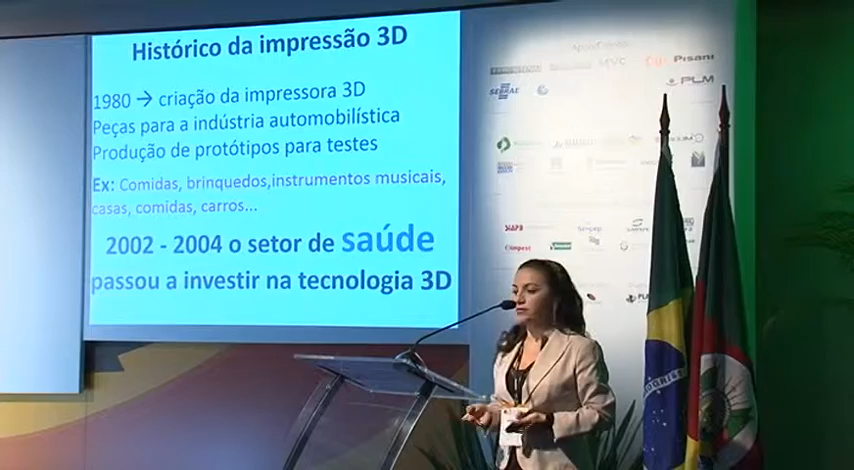 Histórico da impressão 3D
1980 → criação da impressora 3D
Peças para a indústria automobilística
Produção de protótipos para testes
Ex: Comidas, brinquedos,instrumentos musicais,
casas, comidas, carros...
2002 - 2004 o setor de saúde
passou a investir na tecnologia 3D
Pisani
SEBRAE
PLM